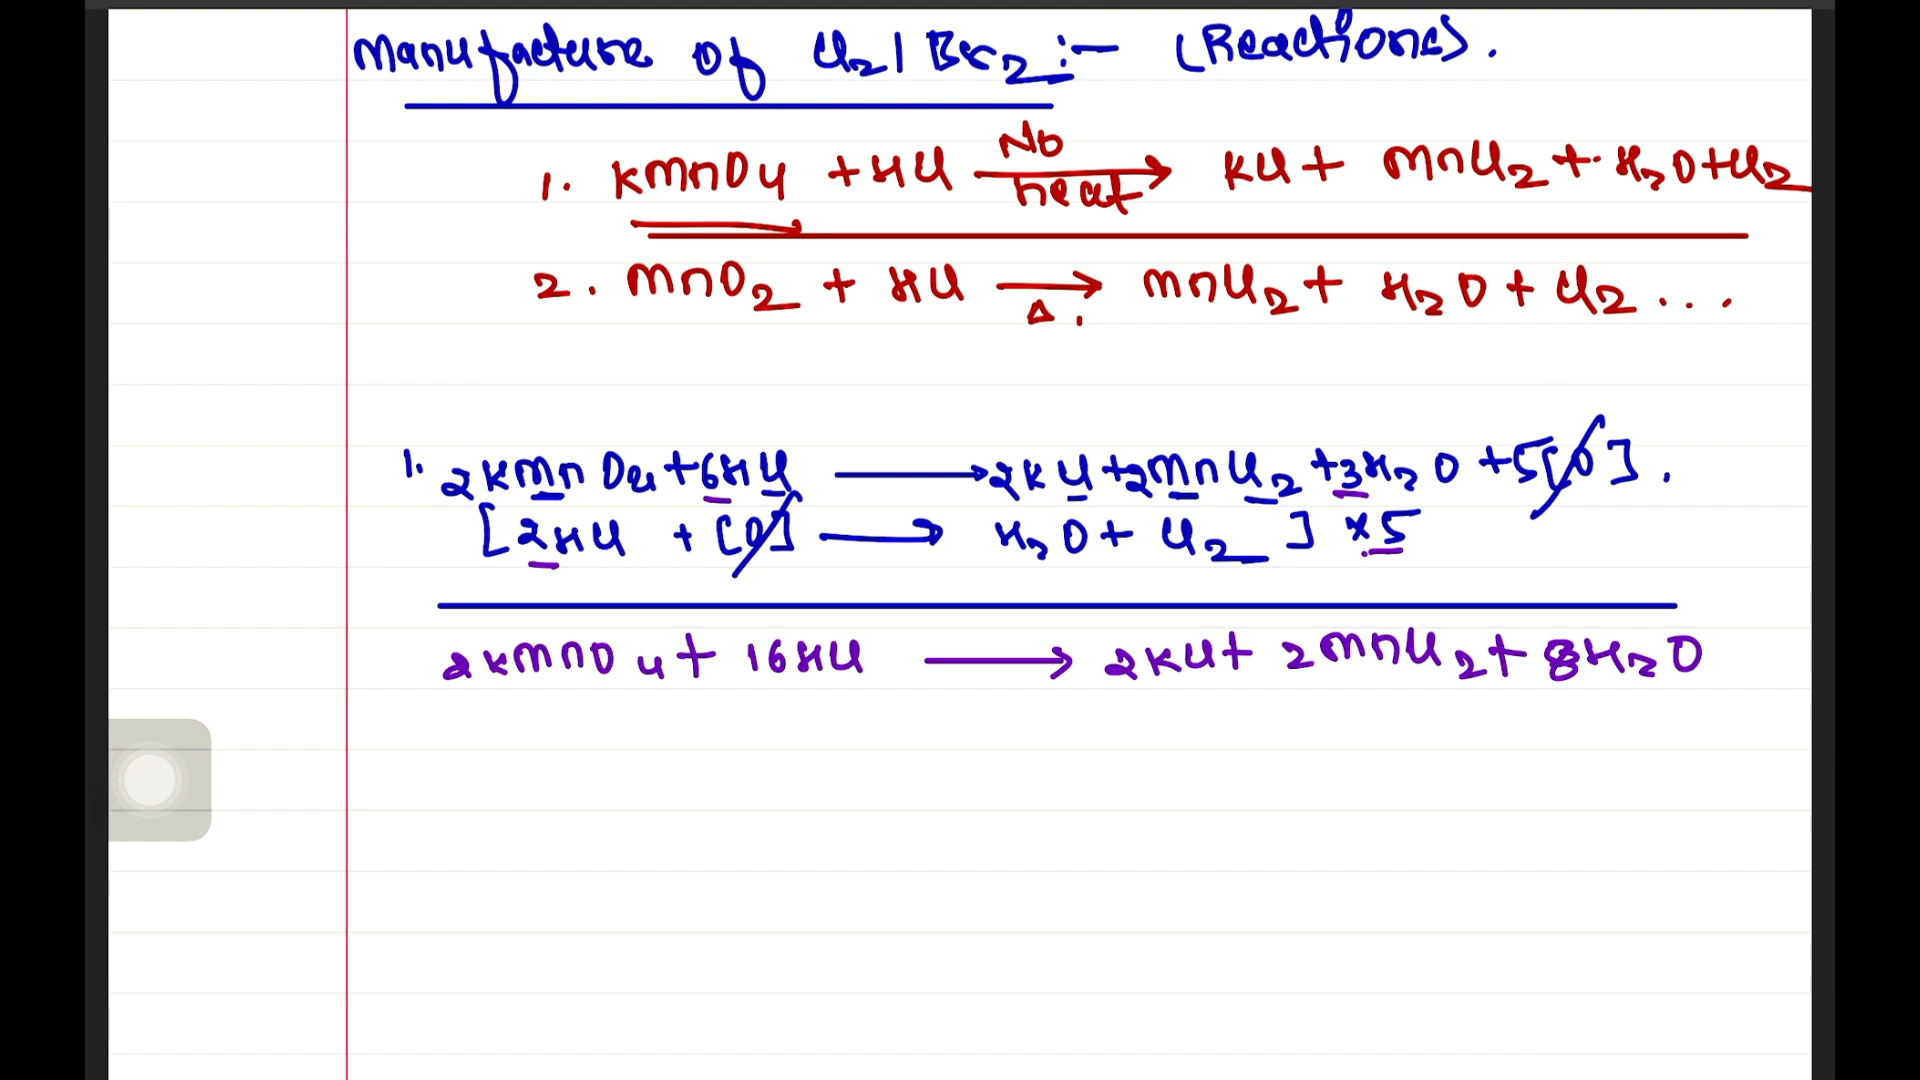 Manufacture of Cl2 | Br2 :- (Reactions).
1. KMnO4 + HCl No heat → KCl + MnCl2 + H2O + Cl2
2. MnO2 + HCl → Δ MnCl2 + H2O + Cl2 ...
1. 2KMnO4 + 6HCl → 2KCl + 2MnCl2 + 3H2O + 5[O].
[2HCl + [O] → H2O + Cl2] × 5
2KMnO4 + 16HCl → 2KCl + 2MnCl2 + 8H2O